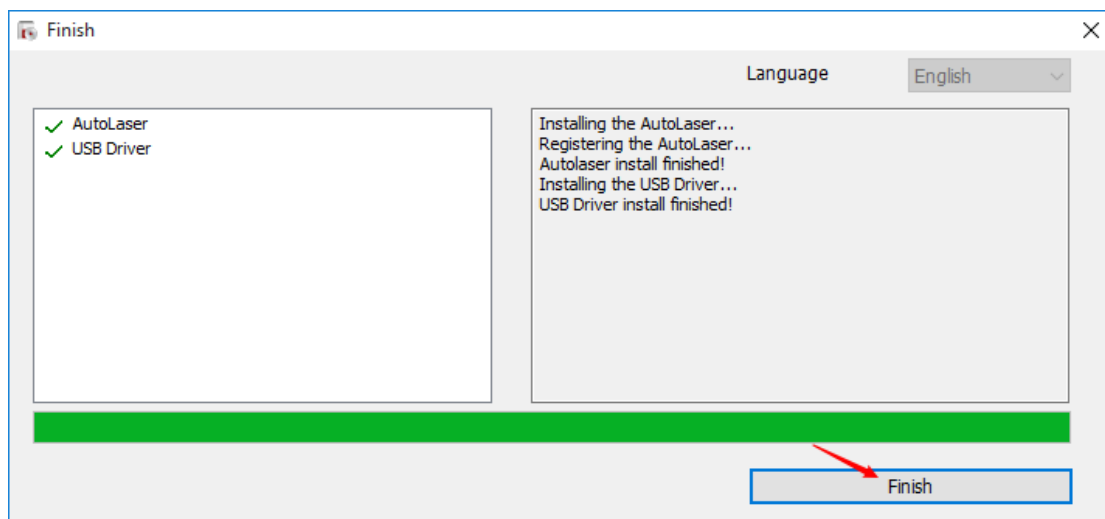 Finish
Language
English
AutoLaser
USB Driver
Installing the AutoLaser...
Registering the AutoLaser...
Autolaser install finished!
Installing the USB Driver...
USB Driver install finished!
Finish